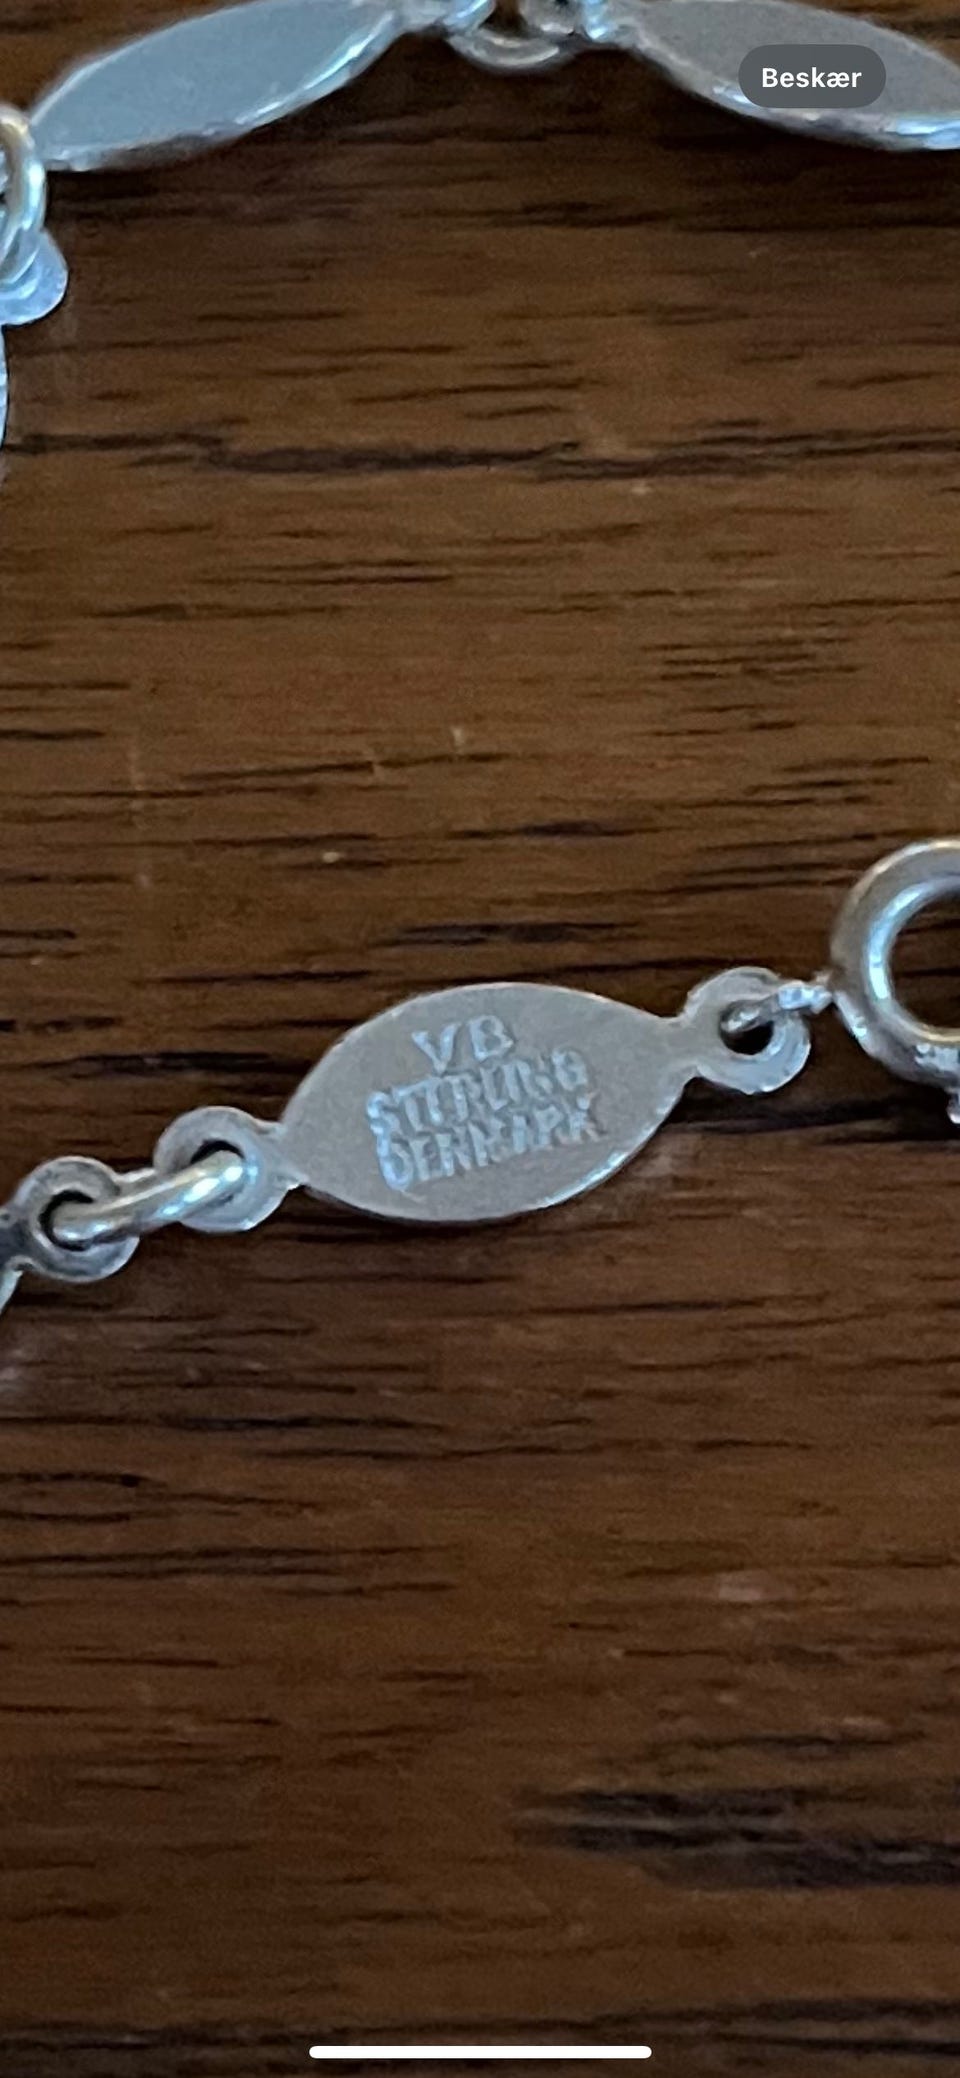 Beskær
VB
STERLING
DENMARK